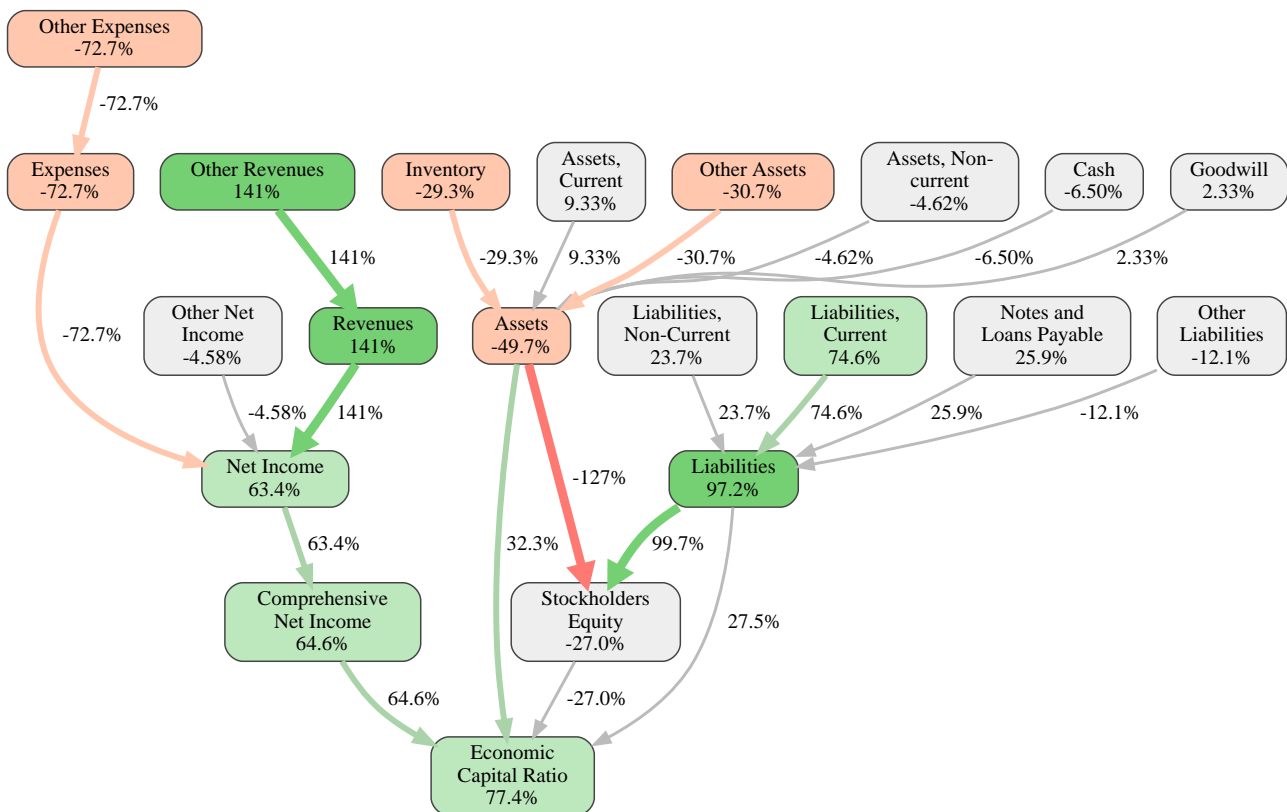 Other Expenses
-72.7%
-72.7%
Expenses
-72.7%
Other Revenues
141%
Inventory
-29.3%
Assets,
Current
9.33%
Other Assets
-30.7%
Assets, Non-
current
-4.62%
Cash
-6.50%
Goodwill
2.33%
141%
-29.3%
9.33%
-30.7%
-4.62%
-6.50%
2.33%
-72.7%
Other Net
Income
-4.58%
Revenues
141%
Assets
-49.7%
Liabilities,
Non-Current
23.7%
Liabilities,
Current
74.6%
Notes and
Loans Payable
25.9%
Other
Liabilities
-12.1%
-4.58%
141%
23.7%
74.6%
25.9%
-12.1%
Net Income
63.4%
-127%
Liabilities
97.2%
63.4%
32.3%
99.7%
Comprehensive
Net Income
64.6%
Stockholders
Equity
-27.0%
27.5%
64.6%
-27.0%
Economic
Capital Ratio
77.4%